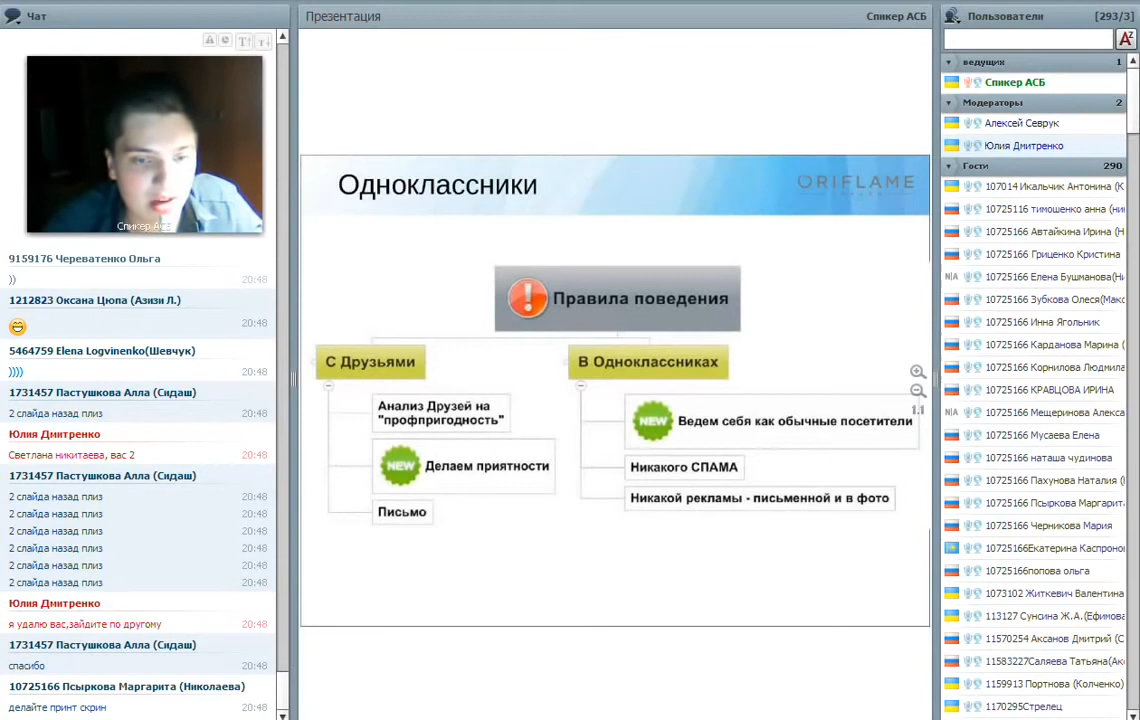 Чат
Спикер АСБ
9159176 Череватенко Ольга
)) 20:48
1212823 Оксана Цюпа (Азизи Л.)
20:48
5464759 Elena Logvinenko(Шевчук)
)))) 20:48
1731457 Пастушкова Алла (Сидаш)
2 слайда назад плиз 20:48
Юлия Дмитренко
Светлана никитаева, вас 2 20:48
1731457 Пастушкова Алла (Сидаш)
2 слайда назад плиз 20:48
2 слайда назад плиз 20:48
2 слайда назад плиз 20:48
2 слайда назад плиз 20:48
2 слайда назад плиз 20:48
2 слайда назад плиз 20:48
Юлия Дмитренко
я удалю вас,зайдите по другому 20:48
1731457 Пастушкова Алла (Сидаш)
спасибо 20:48
10725166 Псыркова Маргарита (Николаева)
делайте принт скрин 20:48
Презентация Спикер АСБ
Одноклассники
ORIFLAME
Правила поведения
С Друзьями
Анализ Друзей на
"профпригодность"
NEW Делаем приятности
Письмо
В Одноклассниках
NEW Ведем себя как обычные посетители
Никакого СПАМА
Никакой рекламы - письменной и в фото
1:1
Пользователи [293/3]
ведущих 1
Спикер АСБ
Модераторы 2
Алексей Севрук
Юлия Дмитренко
Гости 290
107014 Икальчик Антонина (К
10725116 тимошенко анна (ни
10725166 Автайкина Ирина (Н
10725166 Гриценко Кристина
N|A 10725166 Елена Бушманова(Ни
10725166 Зубкова Олеся(Макс
10725166 Инна Ягольник
10725166 Карданова Марина (
10725166 Корнилова Людмила
10725166 КРАВЦОВА ИРИНА
N|A 10725166 Мещеринова Алекса
10725166 Мусаева Елена
10725166 наташа чудинова
10725166 Пахунова Наталия (
10725166 Псыркова Маргарит
10725166 Черникова Мария
10725166Екатерина Каспроно
10725166попова ольга
1073102 Житкевич Валентина
113127 Сунсина Ж.А.(Ефимова
11570254 Аксанов Дмитрий (С
11583227Саляева Татьяна(Ак
1159913 Портнова (Колченко)
1170295Стрелец